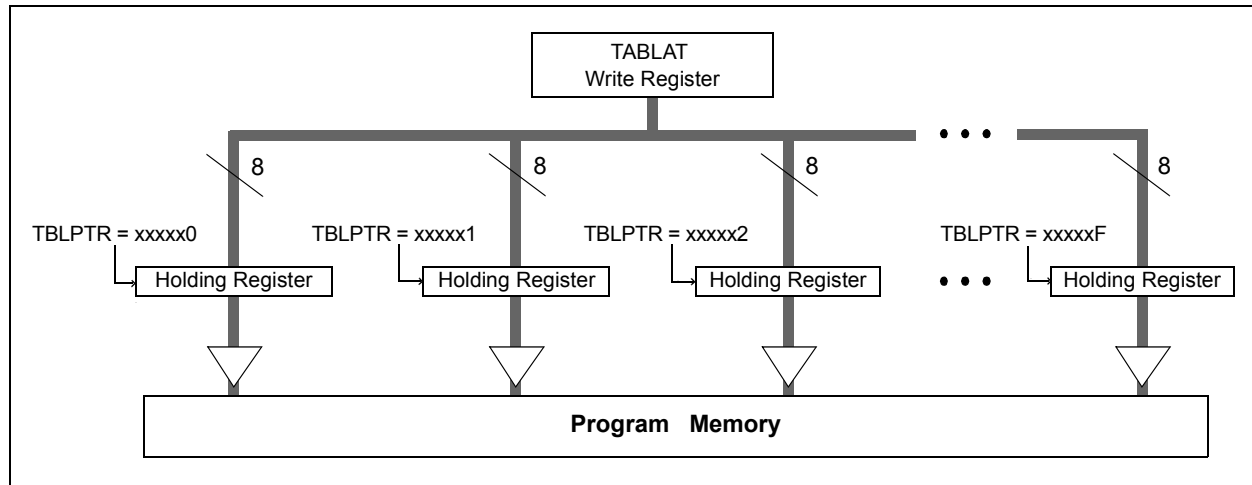 TABLAT
Write Register
8
8
8
8
TBLPTR = xxxxx0
TBLPTR = xxxxx1
TBLPTR = xxxxx2
TBLPTR = xxxxxF
Holding Register
Holding Register
Holding Register
Holding Register
Program Memory